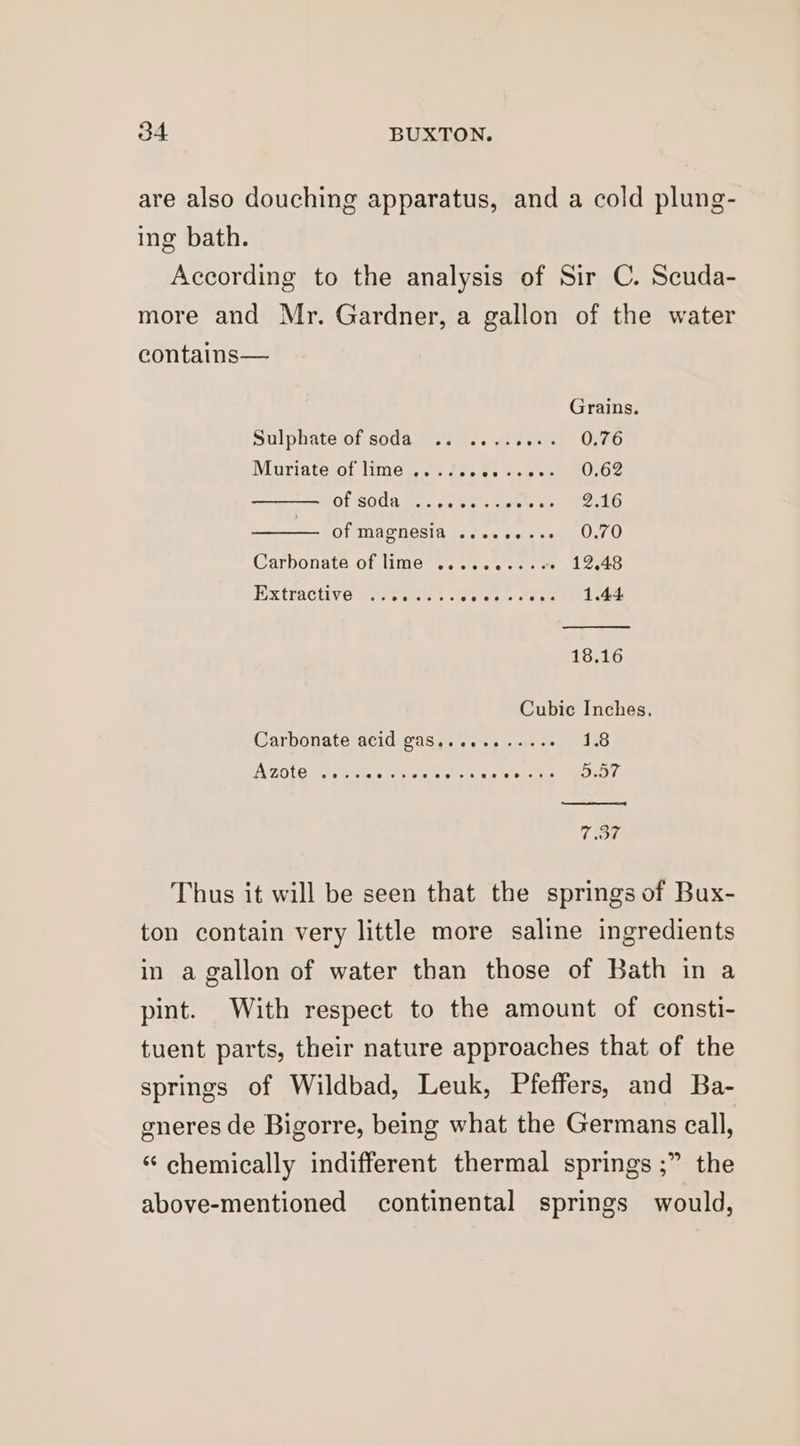 34 BUXTON.
are also douching apparatus, and a cold plung-
ing bath.
According to the analysis of Sir C. Scuda-
more and Mr. Gardner, a gallon of the water
contains—
Grains.
Sulphate of soda .. ........ 0.76
Muriate of lime .............. 0.62
——— of soda .............. 2.16
——— of magnesia .......... 0.70
Carbonate of lime ........... 12.48
Extractive .................. 1.44
18.16
Cubic Inches.
Carbonate acid gas........... 1.8
Azote ....................... 5.57
7.37
Thus it will be seen that the springs of Bux-
ton contain very little more saline ingredients
in a gallon of water than those of Bath in a
pint. With respect to the amount of consti-
tuent parts, their nature approaches that of the
springs of Wildbad, Leuk, Pfeffers, and Ba-
gneres de Bigorre, being what the Germans call,
“ chemically indifferent thermal springs ;” the
above-mentioned continental springs would,